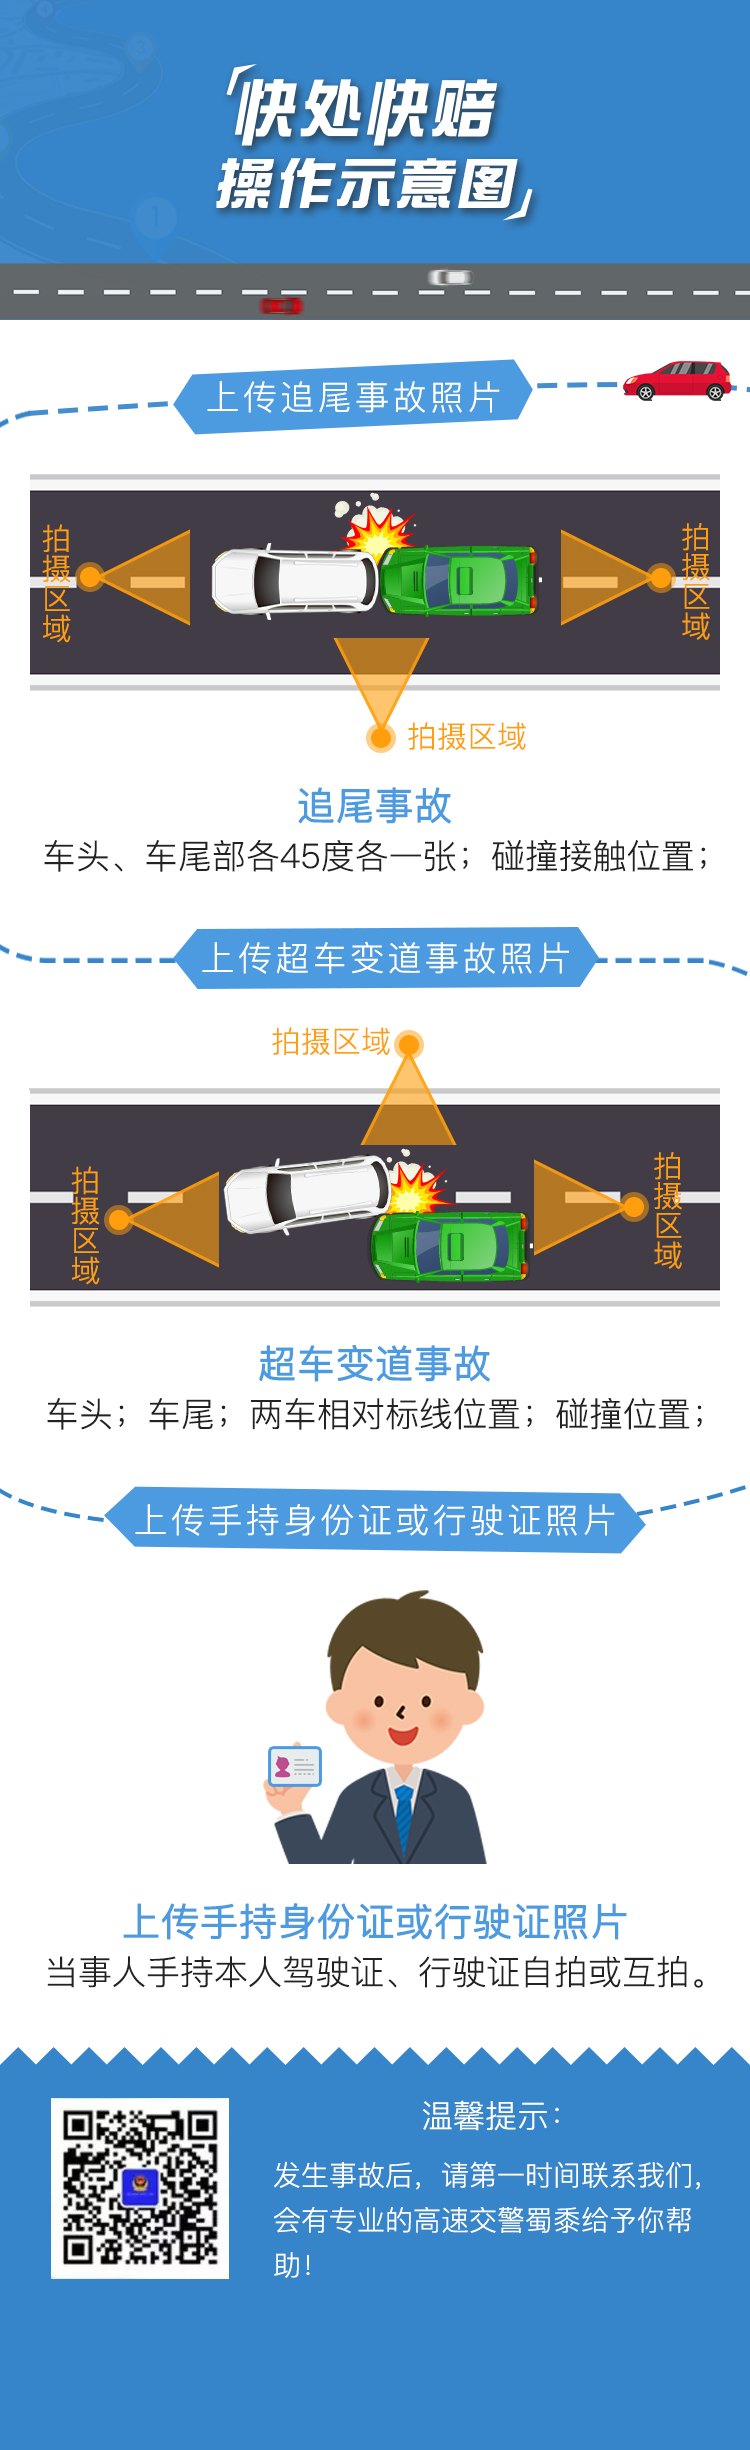 「快处快赔
操作示意图」
上传追尾事故照片
拍摄区域
拍摄区域
拍摄区域
追尾事故
车头、车尾部各45度各一张；碰撞接触位置；
上传超车变道事故照片
拍摄区域
拍摄区域
拍摄区域
超车变道事故
车头；车尾；两车相对标线位置；碰撞位置；
上传手持身份证或行驶证照片
上传手持身份证或行驶证照片
当事人手持本人驾驶证、行驶证自拍或互拍。
温馨提示：
发生事故后，请第一时间联系我们，
会有专业的高速交警蜀黍给予你帮
助！